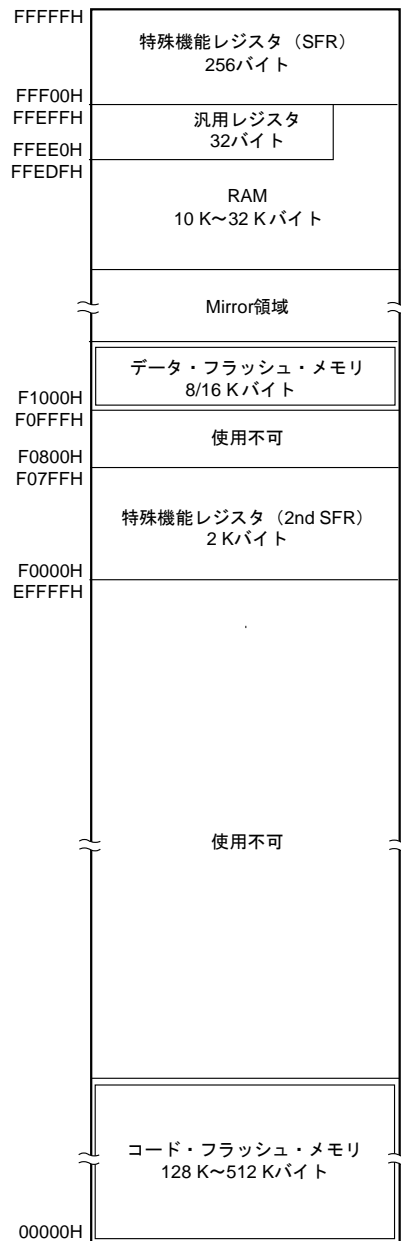 FFFFFH
特殊機能レジスタ（SFR）
256バイト
FFF00H
FFEFFH
汎用レジスタ
32バイト
FFEE0H
FFEDFH
RAM
10 K～32 Kバイト
Mirror領域
データ・フラッシュ・メモリ
8/16 Kバイト
F1000H
F0FFFH
使用不可
F0800H
F07FFH
特殊機能レジスタ（2nd SFR）
2 Kバイト
F0000H
EFFFFH
使用不可
コード・フラッシュ・メモリ
128 K～512 Kバイト
00000H